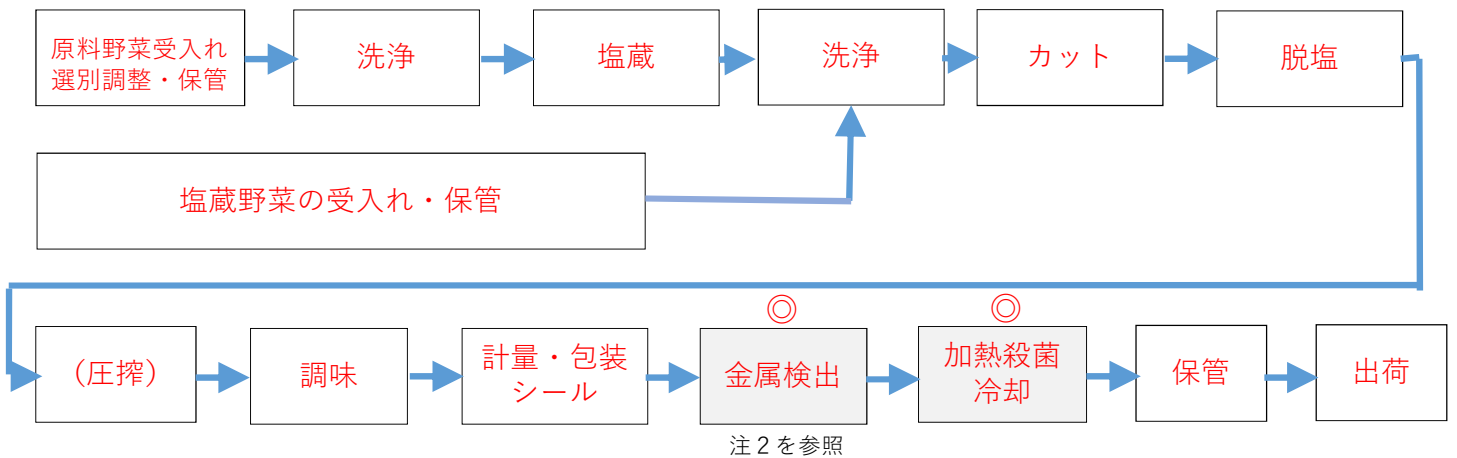 原料野菜受入れ
選別調整・保管
洗浄
塩蔵
洗浄
カット
脱塩
塩蔵野菜の受入れ・保管
◎
◎
（圧搾）
調味
計量・包装
シール
金属検出
加熱殺菌
冷却
保管
出荷
注２を参照